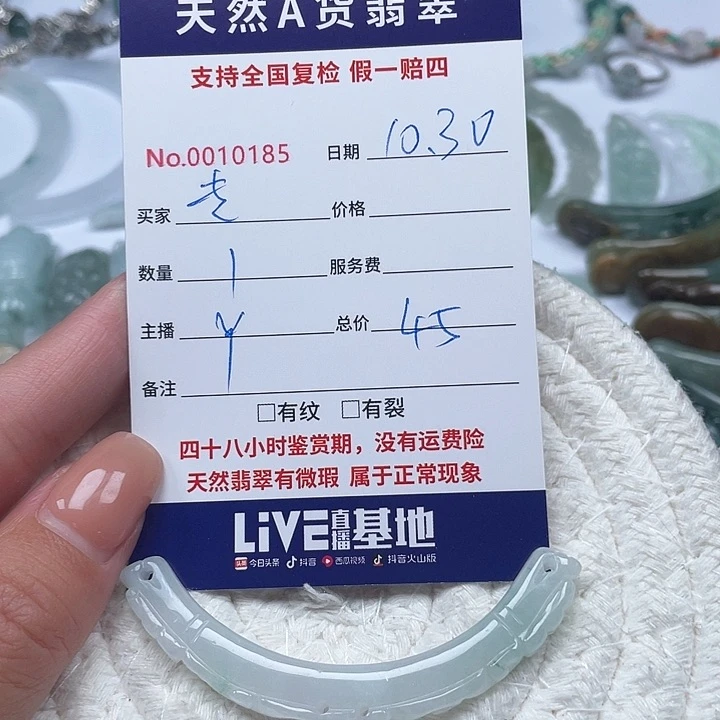 天然A货翡翠
支持全国复检 假一赔四
No.0010185 日期 10.30
买家 价格
数量 1 服务费
主播 Y 总价 45
备注
□有纹 □有裂
四十八小时鉴赏期，没有运费险
天然翡翠有微瑕 属于正常现象
LiVE直播基地
头条 今日头条 抖音 西瓜视频 抖音火山版